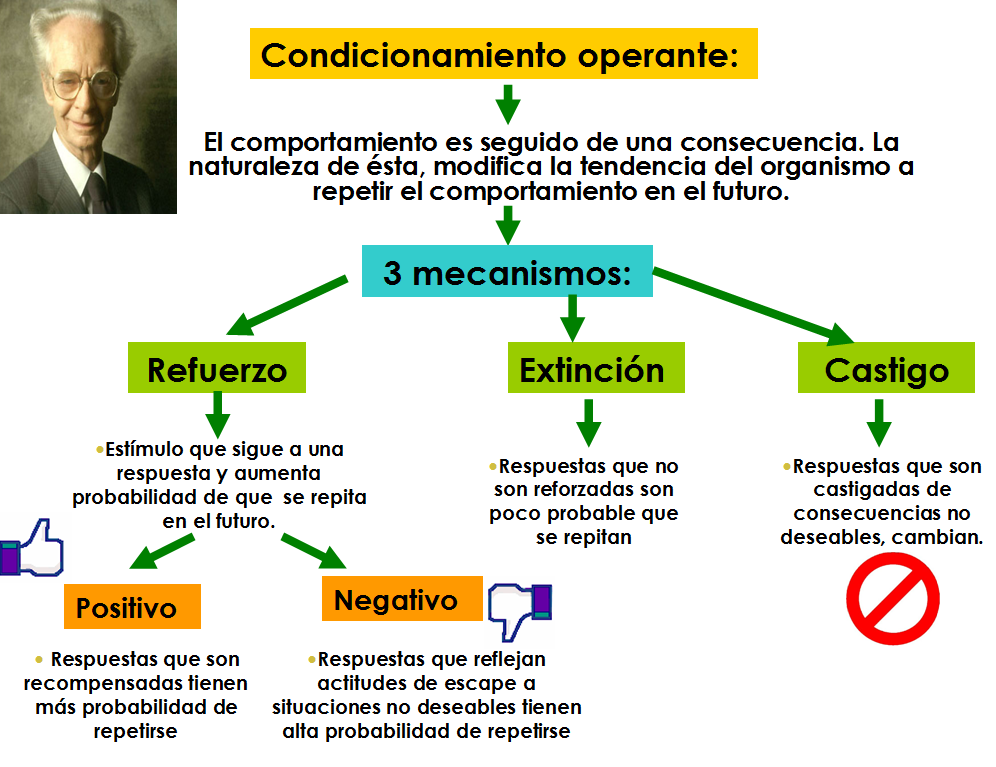 Condicionamiento operante:
El comportamiento es seguido de una consecuencia. La
naturaleza de ésta, modifica la tendencia del organismo a
repetir el comportamiento en el futuro.
3 mecanismos:
Refuerzo
•Estímulo que sigue a una
respuesta y aumenta
probabilidad de que se repita
en el futuro.
Positivo
• Respuestas que son
recompensadas tienen
más probabilidad de
repetirse
Negativo
•Respuestas que reflejan
actitudes de escape a
situaciones no deseables tienen
alta probabilidad de repetirse
Extinción
•Respuestas que no
son reforzadas son
poco probable que
se repitan
Castigo
•Respuestas que son
castigadas de
consecuencias no
deseables, cambian.